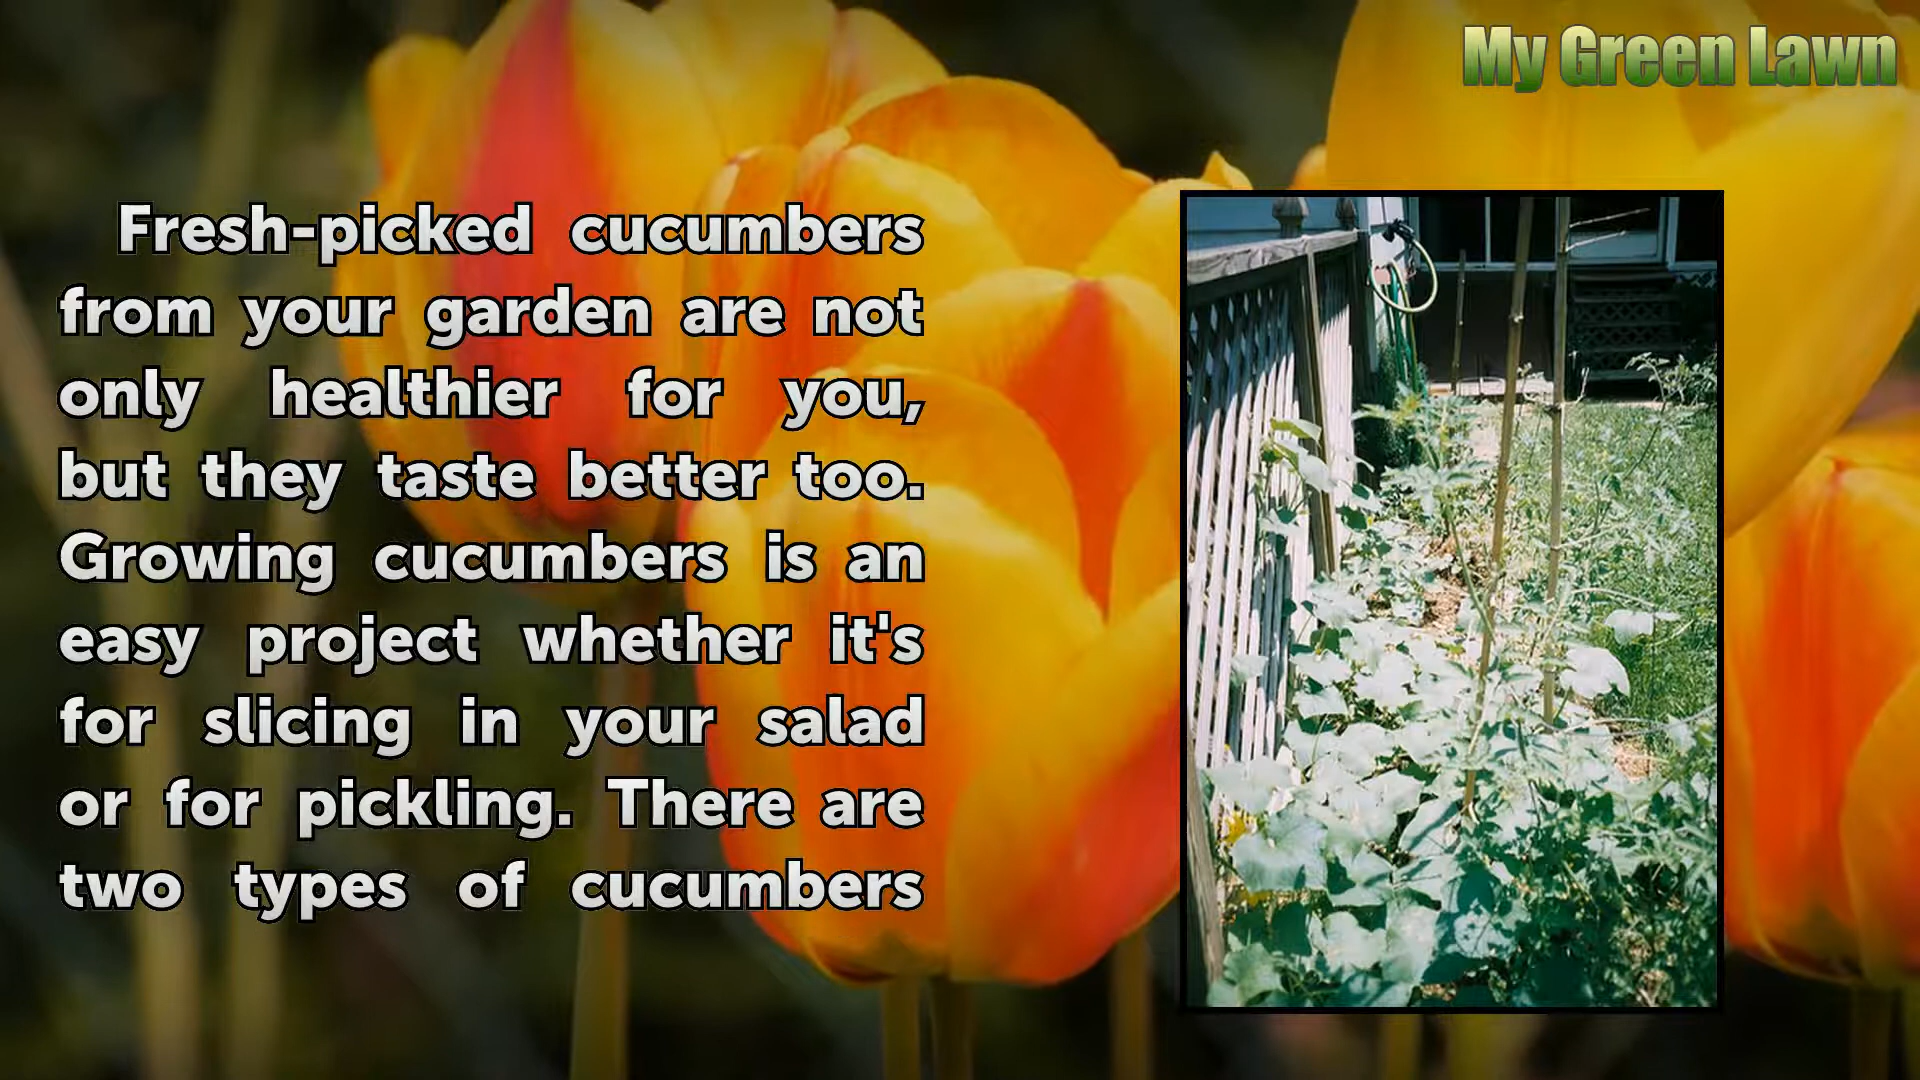 My Green Lawn
Fresh-picked cucumbers
from your garden are not
only healthier for you,
but they taste better too.
Growing cucumbers is an
easy project whether it's
for slicing in your salad
or for pickling. There are
two types of cucumbers